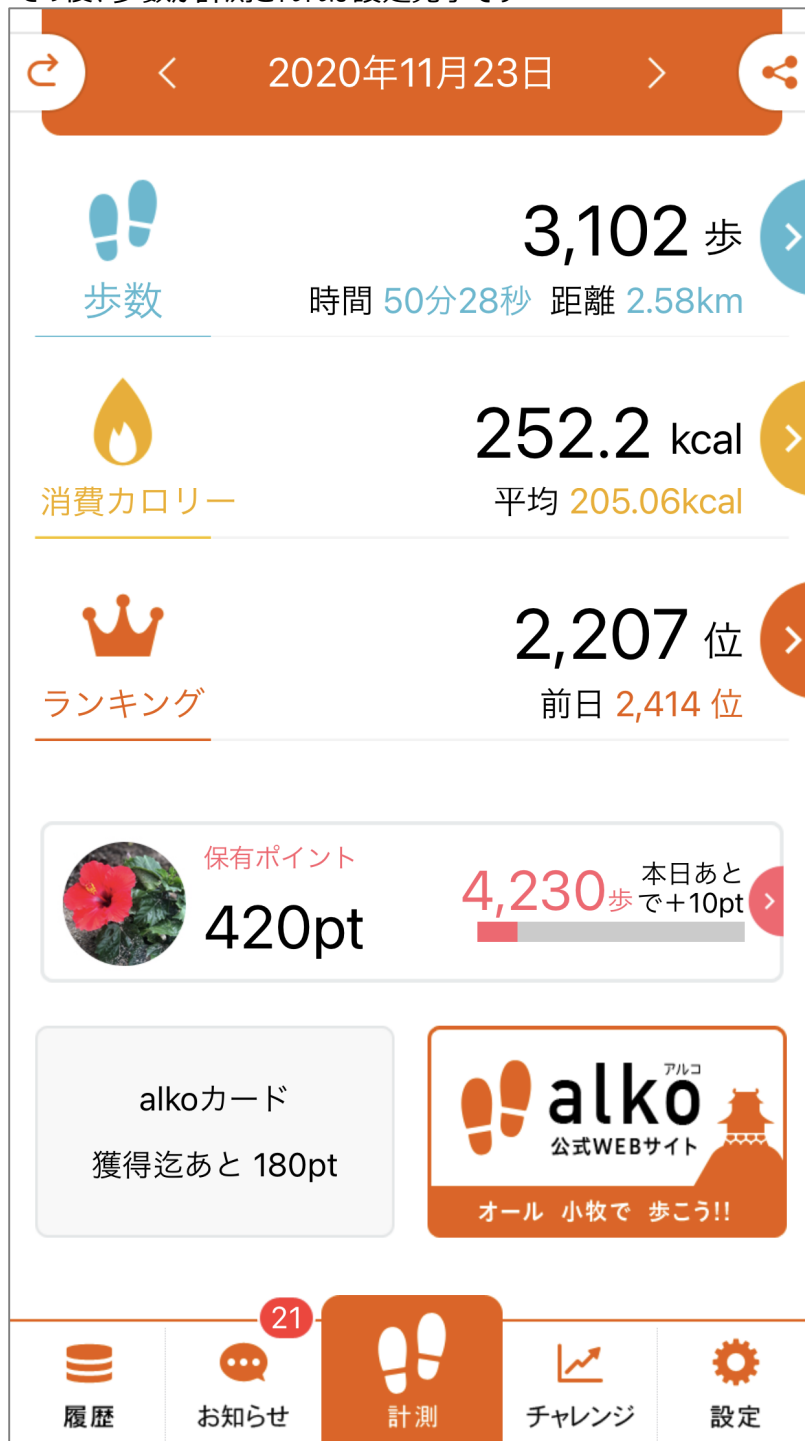 2020年11月23日
3,102 歩
歩数
時間 50分28秒 距離 2.58km
252.2 kcal
消費カロリー
平均 205.06kcal
2,207 位
ランキング
前日 2,414 位
保有ポイント
420pt
4,230歩
本日あと
で+10pt
alkoカード
獲得迄あと 180pt
アルコ
alko
公式WEBサイト
オール 小牧で 歩こう!!
21
履歴
お知らせ
計測
チャレンジ
設定